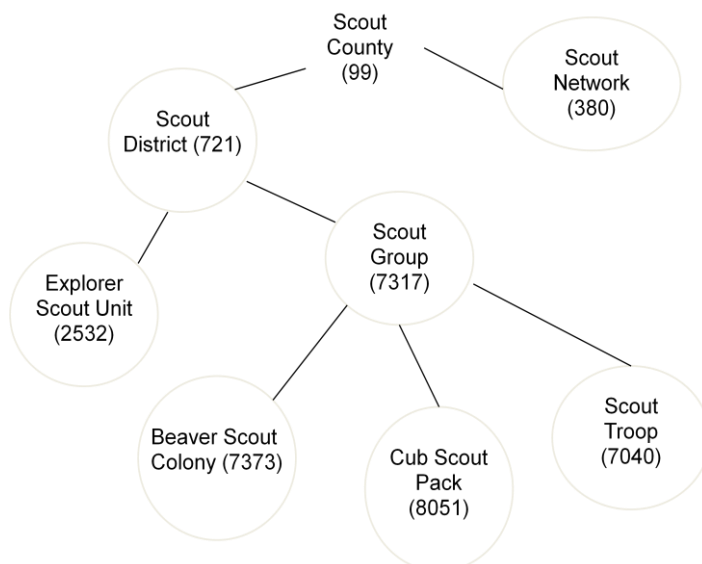 Scout
County
(99)
Scout
Network
(380)
Scout
District (721)
Scout
Group
(7317)
Explorer
Scout Unit
(2532)
Beaver Scout
Colony (7373)
Cub Scout
Pack
(8051)
Scout
Troop
(7040)